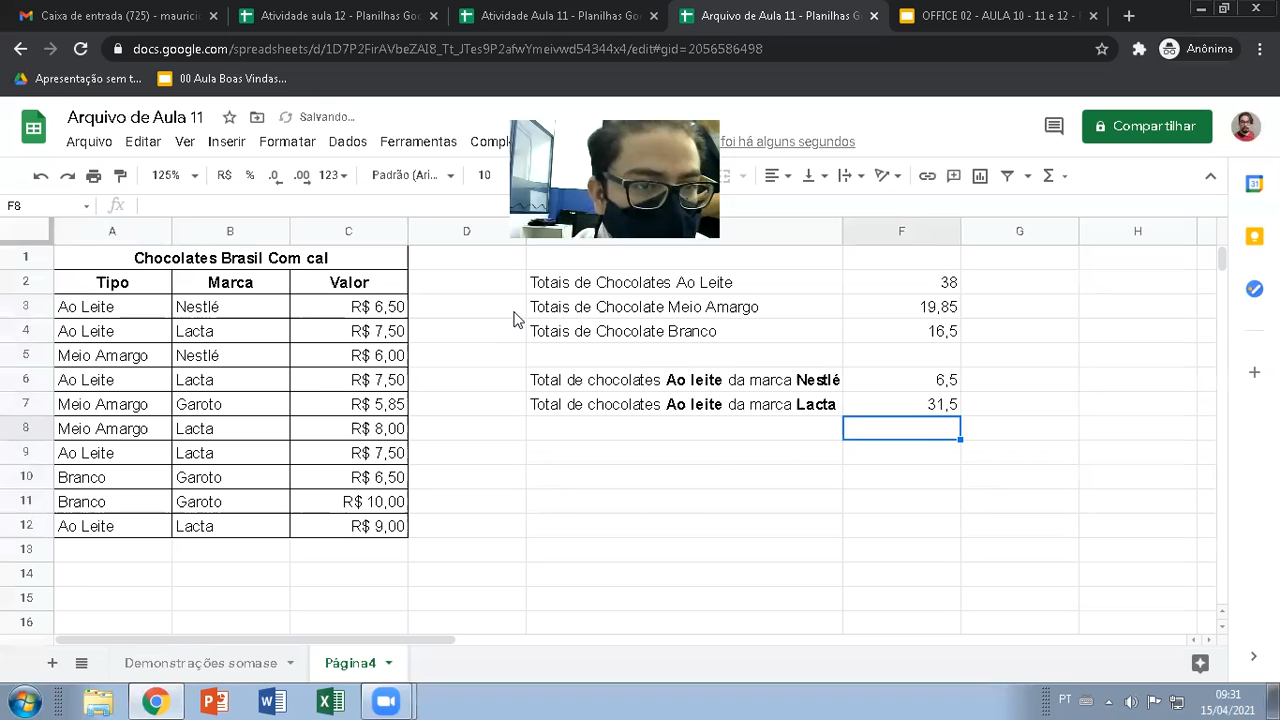 Caixa de entrada (725) - maurici
Atividade aula 12 - Planilhas Goo
Atividade Aula 11 - Planilhas Go
Arquivo de Aula 11 - Planilhas G
OFFICE 02 - AULA 10 - 11 e 12 -
docs.google.com/spreadsheets/d/1D7P2FirAVbeZAI8_Tt_JTes9P2afwYmeivwd54344x4/edit#gid=2056586498
Anônima
Apresentação sem t...
00 Aula Boas Vindas...
Arquivo de Aula 11
Salvando...
Arquivo Editar Ver Inserir Formatar Dados Ferramentas Compl
foi há alguns segundos
Compartilhar
125% R$ % .0 .00 123 Padrão (Ari... 10
F8 fx
A B C D F G H
1 Chocolates Brasil Com cal
2 Tipo Marca Valor Totais de Chocolates Ao Leite 38
3 Ao Leite Nestlé R$ 6,50 Totais de Chocolate Meio Amargo 19,85
4 Ao Leite Lacta R$ 7,50 Totais de Chocolate Branco 16,5
5 Meio Amargo Nestlé R$ 6,00
6 Ao Leite Lacta R$ 7,50 Total de chocolates Ao leite da marca Nestlé 6,5
7 Meio Amargo Garoto R$ 5,85 Total de chocolates Ao leite da marca Lacta 31,5
8 Meio Amargo Lacta R$ 8,00
9 Ao Leite Lacta R$ 7,50
10 Branco Garoto R$ 6,50
11 Branco Garoto R$ 10,00
12 Ao Leite Lacta R$ 9,00
13
14
15
16
Demonstrações somase
Página4
PT
09:31
15/04/2021